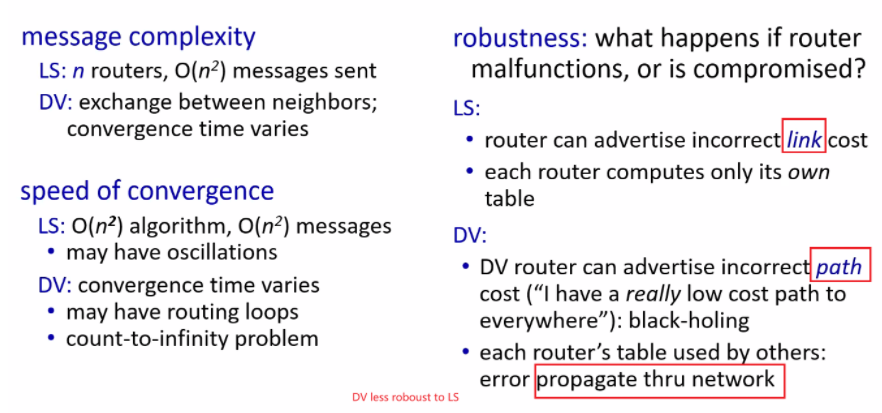 message complexity
LS: n routers, O(n²) messages sent
DV: exchange between neighbors;
convergence time varies
speed of convergence
LS: O(n²) algorithm, O(n²) messages
• may have oscillations
DV: convergence time varies
• may have routing loops
• count-to-infinity problem
robustness: what happens if router
malfunctions, or is compromised?
LS:
• router can advertise incorrect link cost
• each router computes only its own
table
DV:
• DV router can advertise incorrect path
cost (“I have a really low cost path to
everywhere”): black-holing
• each router’s table used by others:
error propagate thru network
DV less roboust to LS